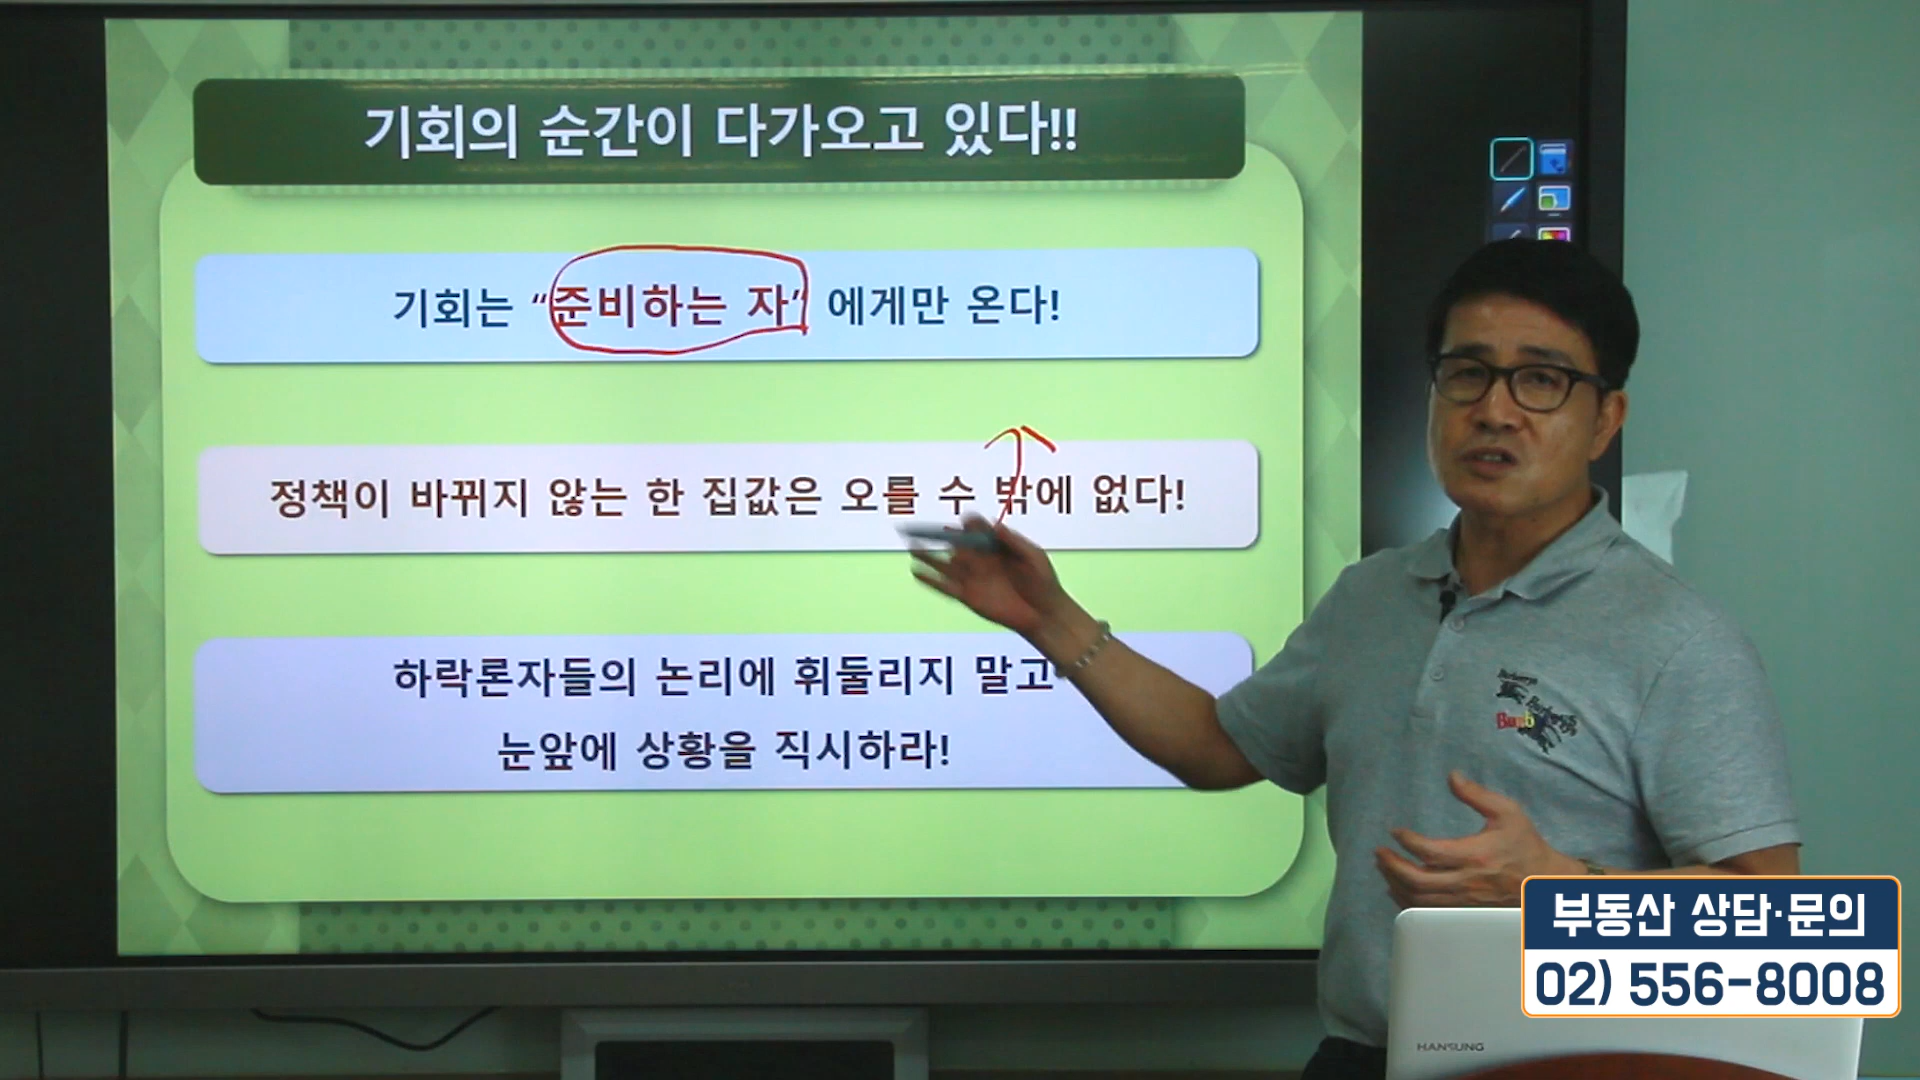 기회의 순간이 다가오고 있다!!
기회는 “준비하는 자” 에게만 온다!
정책이 바뀌지 않는 한 집값은 오를 수 밖에 없다!
하락론자들의 논리에 휘둘리지 말고
눈앞에 상황을 직시하라!
부동산 상담·문의
02) 556-8008
HANSUNG